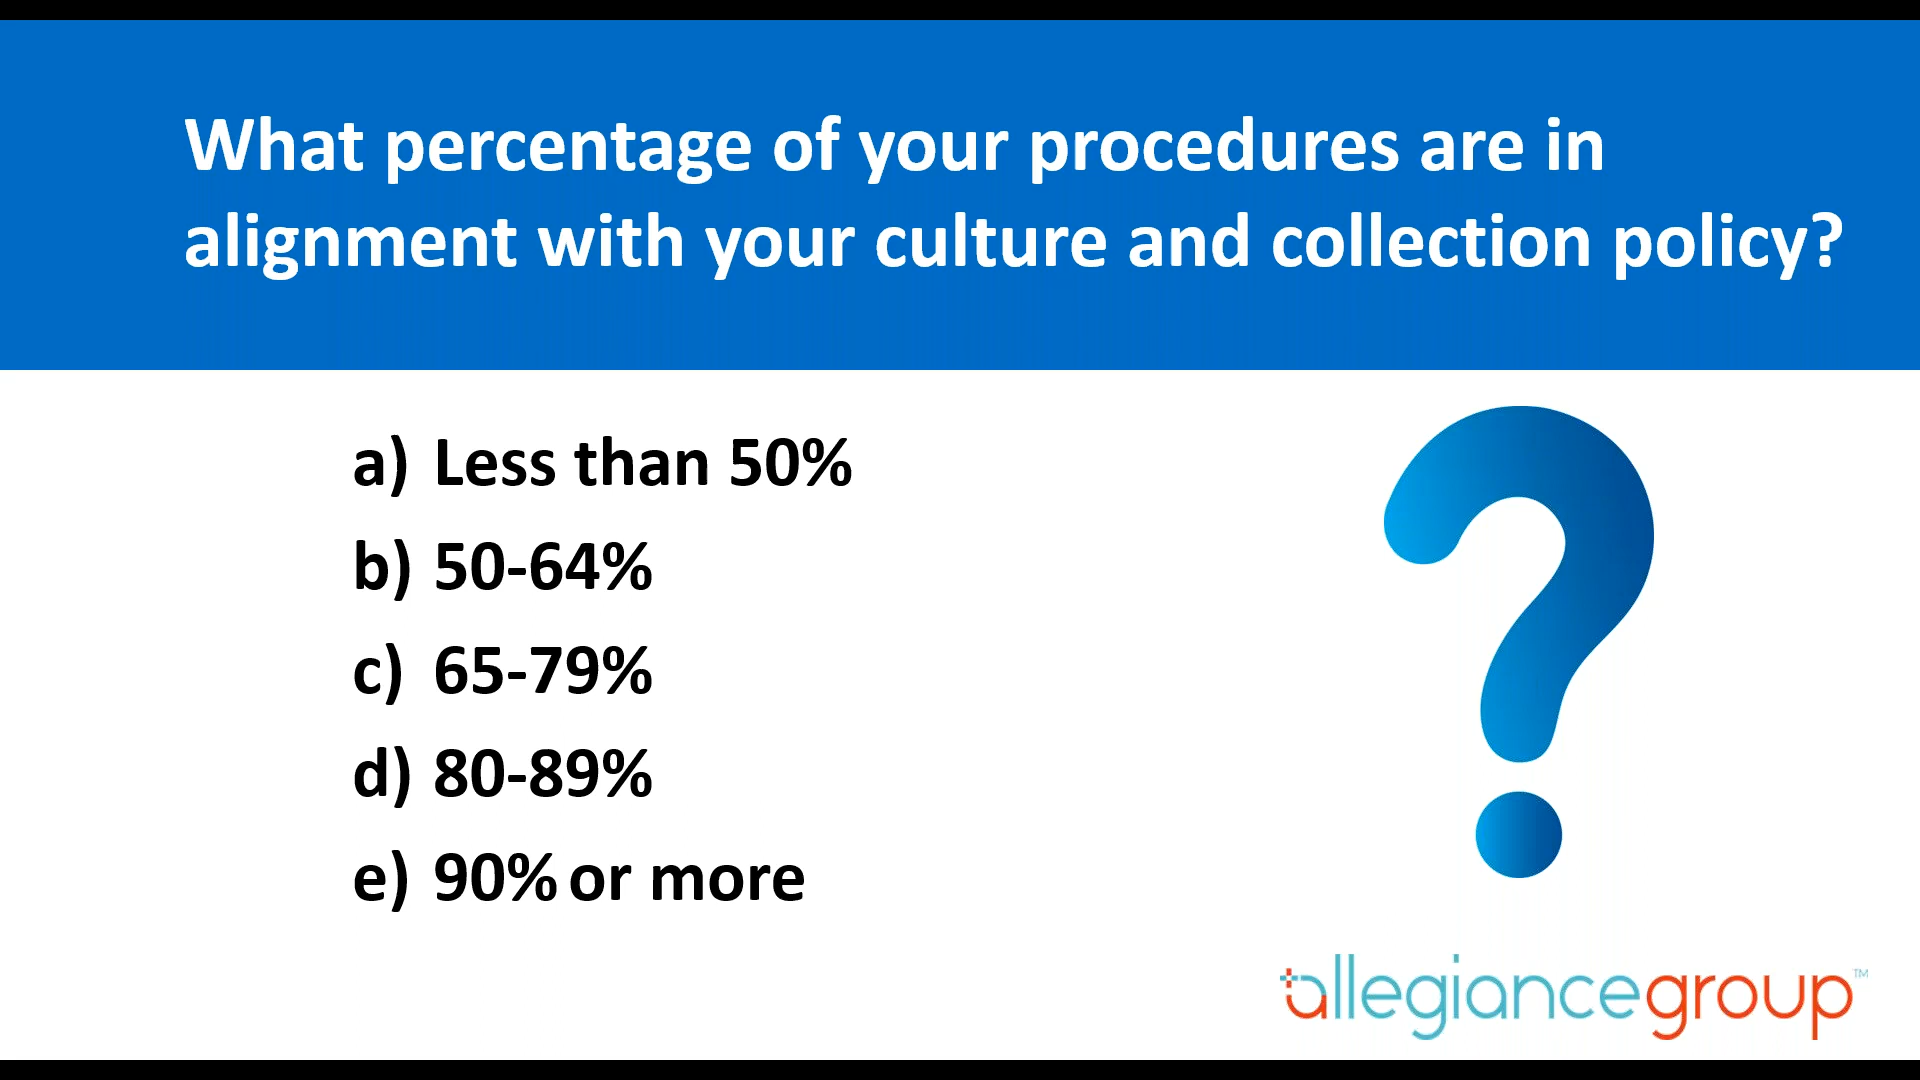 What percentage of your procedures are in
alignment with your culture and collection policy?
a) Less than 50%
b) 50-64%
c) 65-79%
d) 80-89%
e) 90% or more
allegiancegroup™